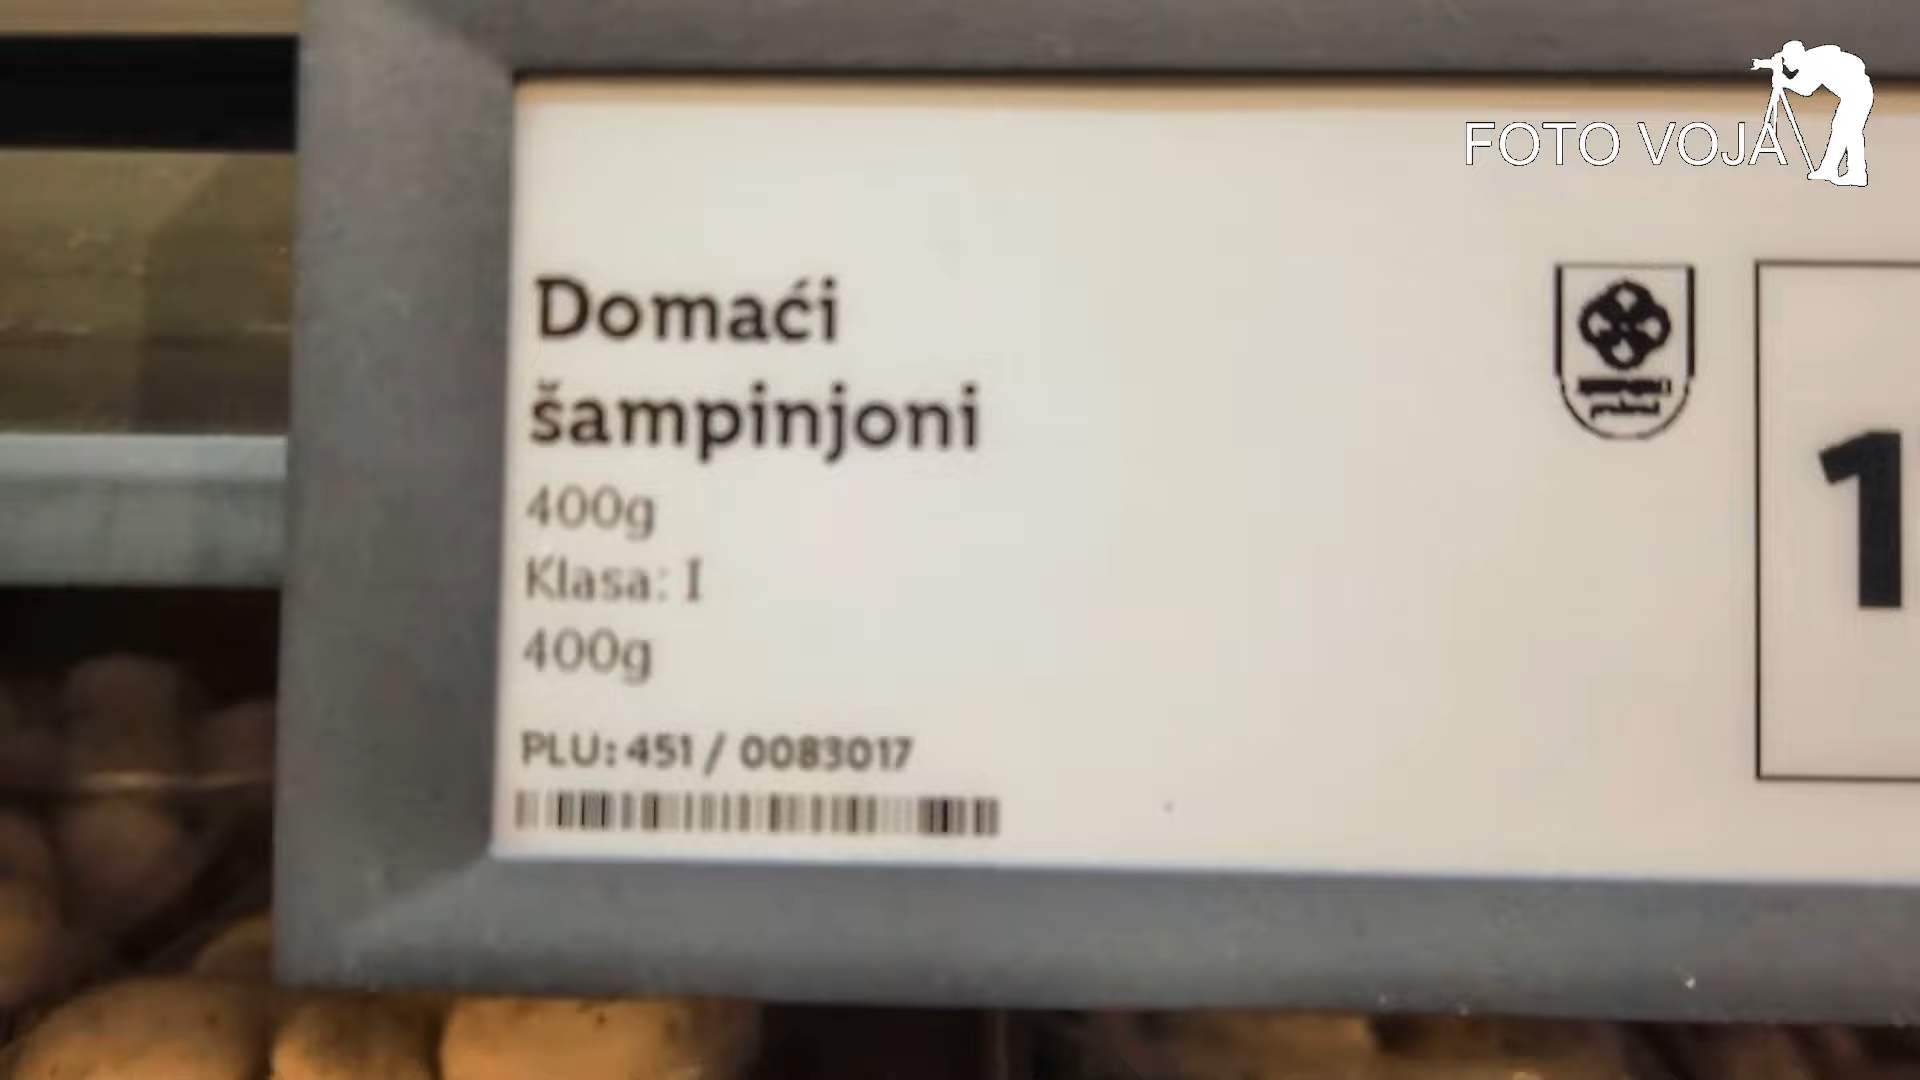 FOTO VOJA
Domaći
šampinjoni
400g
Klasa: I
400g
PLU: 451 / 0083017
1